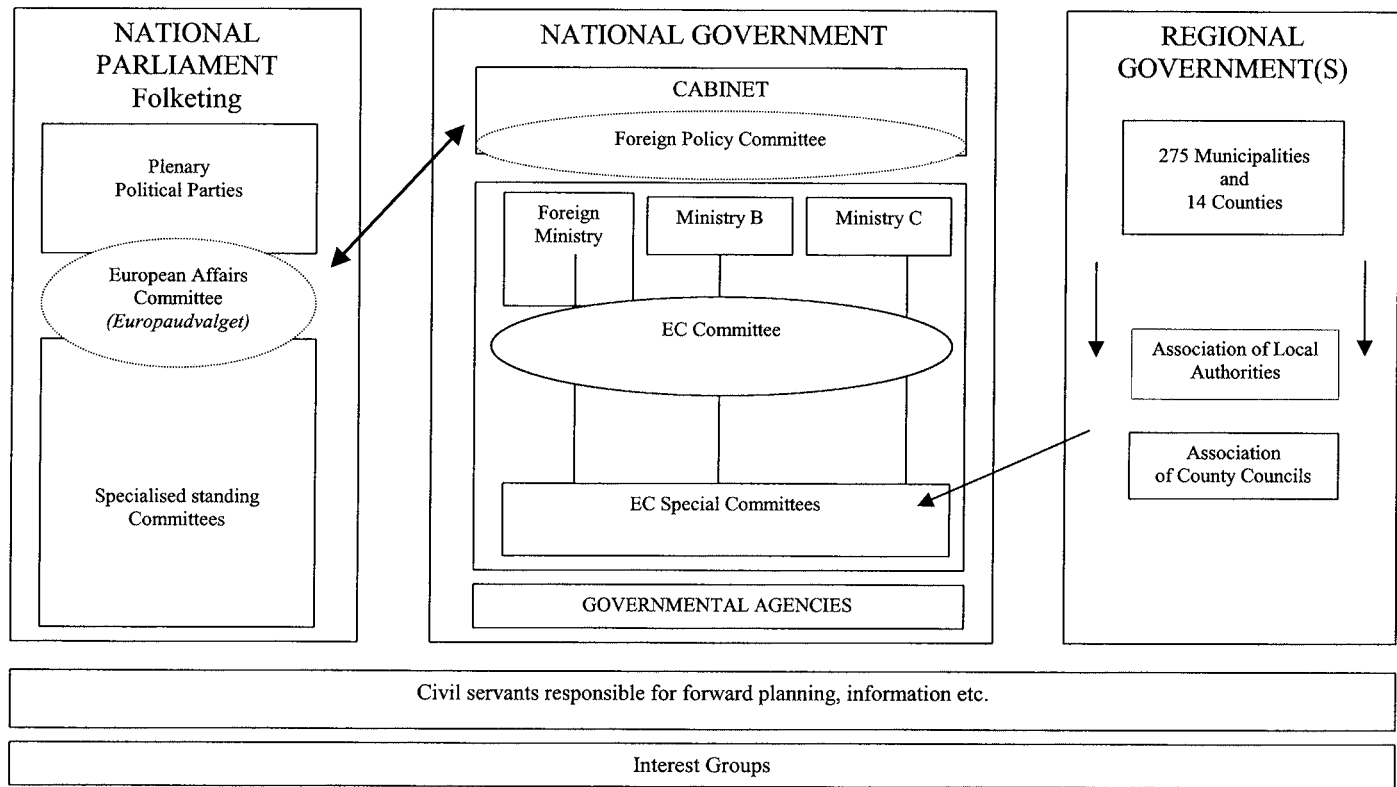 NATIONAL
PARLIAMENT
Folketing
Plenary
Political Parties
European Affairs
Committee
(Europaudvalget)
Specialised standing
Committees
NATIONAL GOVERNMENT
CABINET
Foreign Policy Committee
Foreign
Ministry
Ministry B
Ministry C
EC Committee
EC Special Committees
GOVERNMENTAL AGENCIES
REGIONAL
GOVERNMENT(S)
275 Municipalities
and
14 Counties
Association of Local
Authorities
Association
of County Councils
Civil servants responsible for forward planning, information etc.
Interest Groups